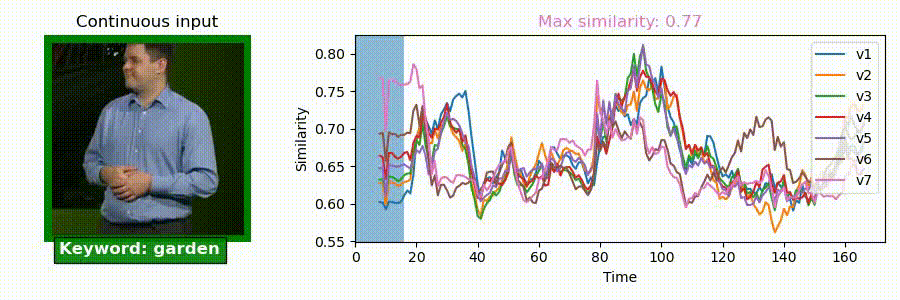 Continuous input
Keyword: garden
Max similarity: 0.77
Similarity
0.80
0.75
0.70
0.65
0.60
0.55
0 20 40 60 80 100 120 140 160
Time
v1
v2
v3
v4
v5
v6
v7